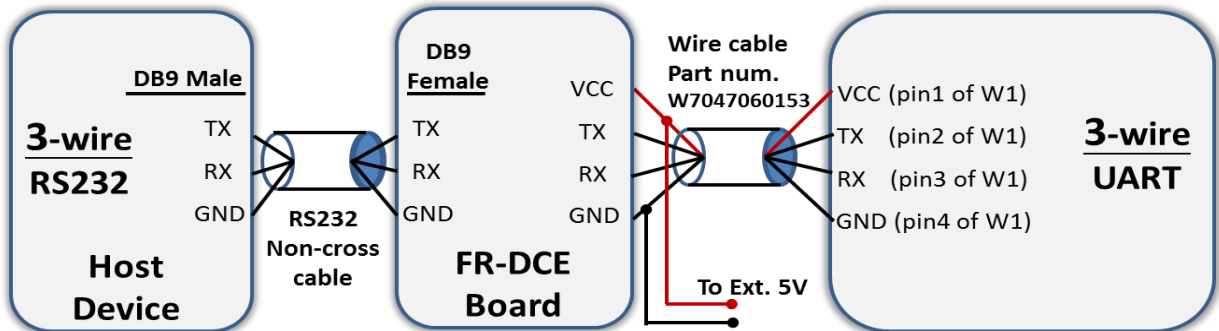 3-wire
RS232
DB9 Male
TX
RX
GND
Host
Device
RS232
Non-cross
cable
DB9
Female
TX
RX
GND
VCC
TX
RX
GND
FR-DCE
Board
Wire cable
Part num.
W7047060153
To Ext. 5V
VCC (pin1 of W1)
TX (pin2 of W1)
RX (pin3 of W1)
GND (pin4 of W1)
3-wire
UART